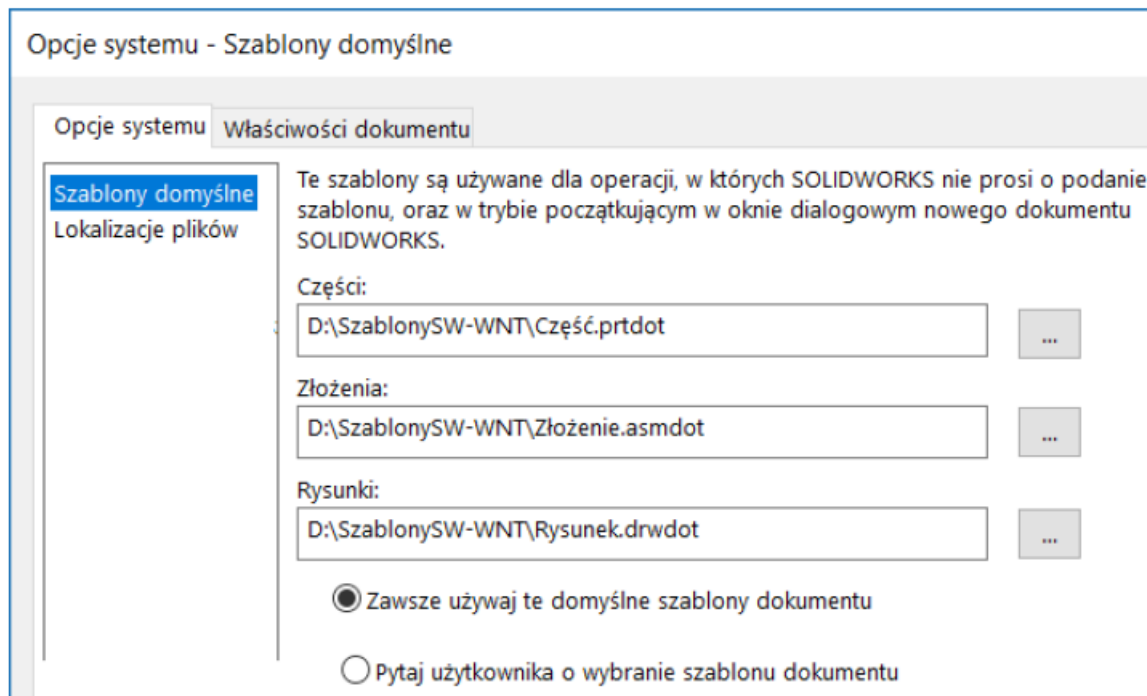 Opcje systemu - Szablony domyślne
Opcje systemu
Właściwości dokumentu
Szablony domyślne
Lokalizacje plików
Te szablony są używane dla operacji, w których SOLIDWORKS nie prosi o podanie
szablonu, oraz w trybie początkującym w oknie dialogowym nowego dokumentu
SOLIDWORKS.
Części:
D:\SzablonySW-WNT\Część.prtdot
...
Złożenia:
D:\SzablonySW-WNT\Złożenie.asmdot
...
Rysunki:
D:\SzablonySW-WNT\Rysunek.drwdot
...
Zawsze używaj te domyślne szablony dokumentu
Pytaj użytkownika o wybranie szablonu dokumentu